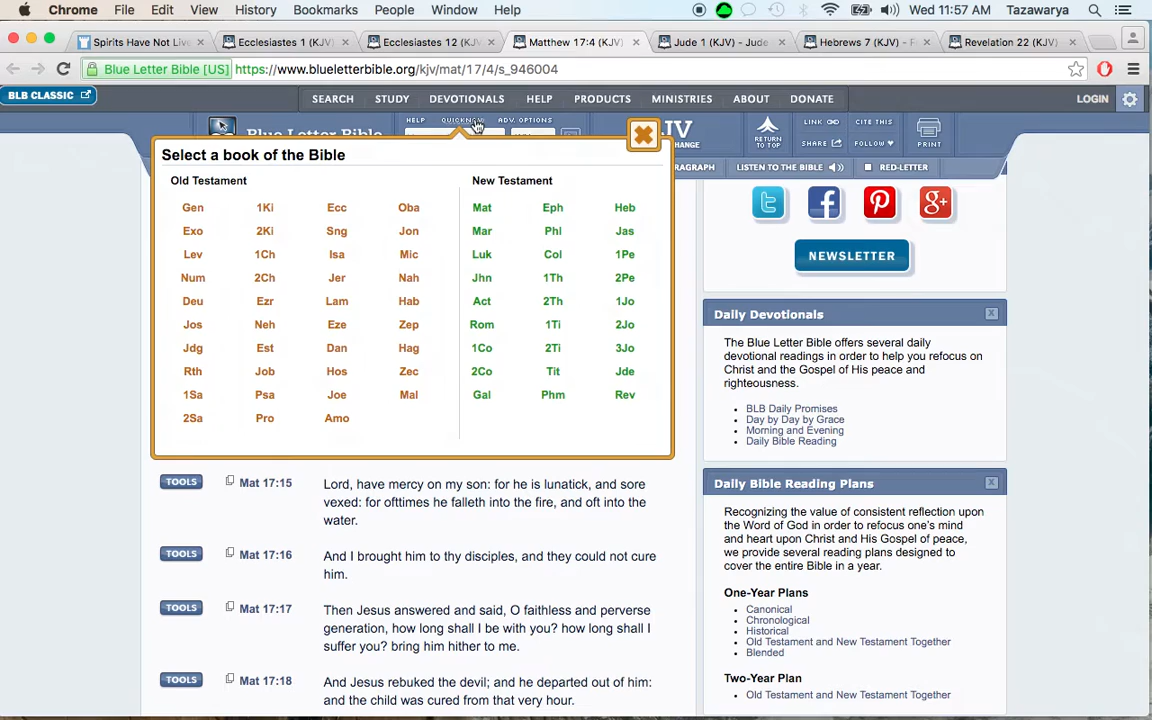 Chrome File Edit View History Bookmarks People Window Help Wed 11:57 AM Tazawarya
Spirits Have Not Live
Ecclesiastes 1 (KJV)
Ecclesiastes 12 (KJV)
Matthew 17:4 (KJV)
Jude 1 (KJV) - Jude
Hebrews 7 (KJV) - F
Revelation 22 (KJV)
Blue Letter Bible [US] https://www.blueletterbible.org/kjv/mat/17/4/s_946004
BLB CLASSIC
SEARCH STUDY DEVOTIONALS HELP PRODUCTS MINISTRIES ABOUT DONATE LOGIN
HELP QUICKNAV ADV. OPTIONS
LINK CITE THIS
Blue Letter Bible
KJV
CHANGE
RETURN TO TOP
SHARE FOLLOW PRINT
PARAGRAPH LISTEN TO THE BIBLE RED-LETTER
Select a book of the Bible
Old Testament New Testament
Gen 1Ki Ecc Oba Mat Eph Heb
Exo 2Ki Sng Jon Mar Phl Jas
Lev 1Ch Isa Mic Luk Col 1Pe
Num 2Ch Jer Nah Jhn 1Th 2Pe
Deu Ezr Lam Hab Act 2Th 1Jo
Jos Neh Eze Zep Rom 1Ti 2Jo
Jdg Est Dan Hag 1Co 2Ti 3Jo
Rth Job Hos Zec 2Co Tit Jde
1Sa Psa Joe Mal Gal Phm Rev
2Sa Pro Amo
TOOLS Mat 17:15 Lord, have mercy on my son: for he is lunatick, and sore
vexed: for ofttimes he falleth into the fire, and oft into the
water.
TOOLS Mat 17:16 And I brought him to thy disciples, and they could not cure
him.
TOOLS Mat 17:17 Then Jesus answered and said, O faithless and perverse
generation, how long shall I be with you? how long shall I
suffer you? bring him hither to me.
TOOLS Mat 17:18 And Jesus rebuked the devil; and he departed out of him:
and the child was cured from that very hour.
NEWSLETTER
Daily Devotionals
The Blue Letter Bible offers several daily
devotional readings in order to help you refocus on
Christ and the Gospel of His peace and
righteousness.
BLB Daily Promises
Day by Day by Grace
Morning and Evening
Daily Bible Reading
Daily Bible Reading Plans
Recognizing the value of consistent reflection upon
the Word of God in order to refocus one's mind
and heart upon Christ and His Gospel of peace,
we provide several reading plans designed to
cover the entire Bible in a year.
One-Year Plans
Canonical
Chronological
Historical
Old Testament and New Testament Together
Blended
Two-Year Plan
Old Testament and New Testament Together